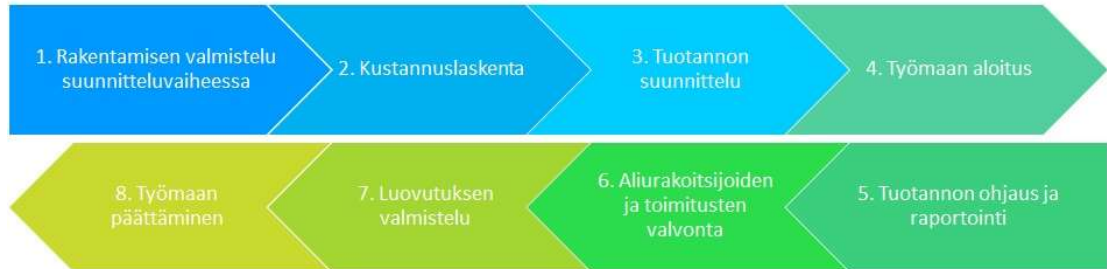 1. Rakentamisen valmistelu
suunnitteluvaiheessa
2. Kustannuslaskenta
3. Tuotannon
suunnittelu
4. Työmaan aloitus
5. Tuotannon ohjaus ja
raportointi
6. Aliurakoitsijoiden
ja toimitusten
valvonta
7. Luovutuksen
valmistelu
8. Työmaan
päättäminen